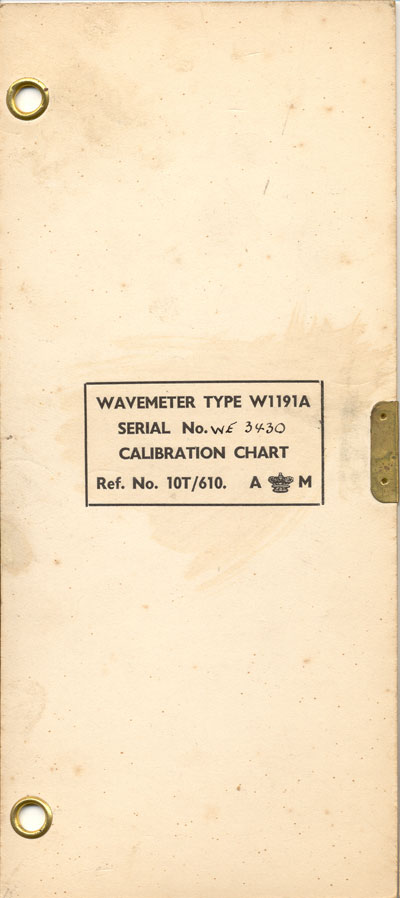 WAVEMETER TYPE W1191A
SERIAL No. WE 3430
CALIBRATION CHART
Ref. No. 10T/610. A M